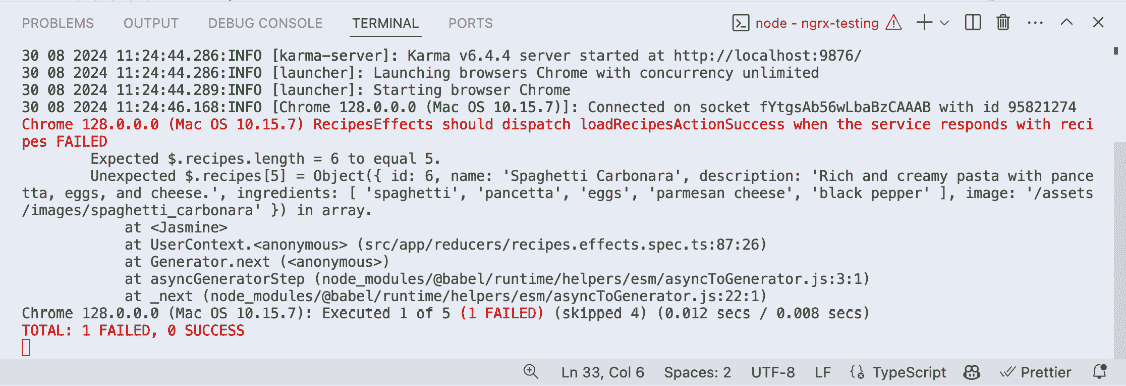 PROBLEMS OUTPUT DEBUG CONSOLE TERMINAL PORTS node - ngrx-testing
30 08 2024 11:24:44.286:INFO [karma-server]: Karma v6.4.4 server started at http://localhost:9876/
30 08 2024 11:24:44.286:INFO [launcher]: Launching browsers Chrome with concurrency unlimited
30 08 2024 11:24:44.289:INFO [launcher]: Starting browser Chrome
30 08 2024 11:24:46.168:INFO [Chrome 128.0.0.0 (Mac OS 10.15.7)]: Connected on socket fYtgsAb56wLbaBzCAAAB with id 95821274
Chrome 128.0.0.0 (Mac OS 10.15.7) RecipesEffects should dispatch loadRecipesActionSuccess when the service responds with reci
pes FAILED
Expected $.recipes.length = 6 to equal 5.
Unexpected $.recipes[5] = Object({ id: 6, name: 'Spaghetti Carbonara', description: 'Rich and creamy pasta with pance
tta, eggs, and cheese.', ingredients: [ 'spaghetti', 'pancetta', 'eggs', 'parmesan cheese', 'black pepper' ], image: '/assets
/images/spaghetti_carbonara' }) in array.
at <Jasmine>
at UserContext.<anonymous> (src/app/reducers/recipes.effects.spec.ts:87:26)
at Generator.next (<anonymous>)
at asyncGeneratorStep (node_modules/@babel/runtime/helpers/esm/asyncToGenerator.js:3:1)
at _next (node_modules/@babel/runtime/helpers/esm/asyncToGenerator.js:22:1)
Chrome 128.0.0.0 (Mac OS 10.15.7): Executed 1 of 5 (1 FAILED) (skipped 4) (0.012 secs / 0.008 secs)
TOTAL: 1 FAILED, 0 SUCCESS
Ln 33, Col 6 Spaces: 2 UTF-8 LF TypeScript Prettier